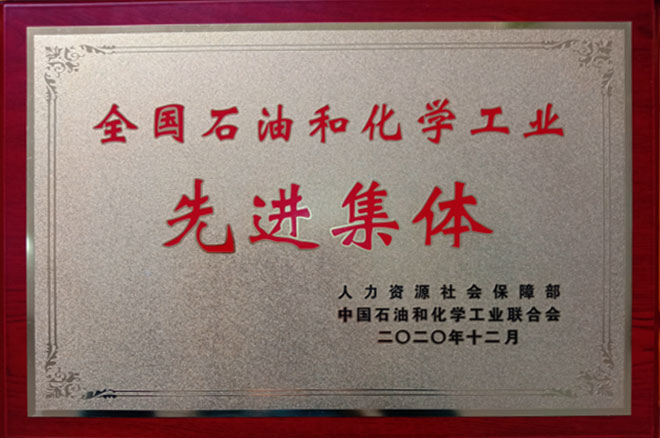 全国石油和化学工业
先进集体
人力资源社会保障部
中国石油和化学工业联合会
二〇二〇年十二月